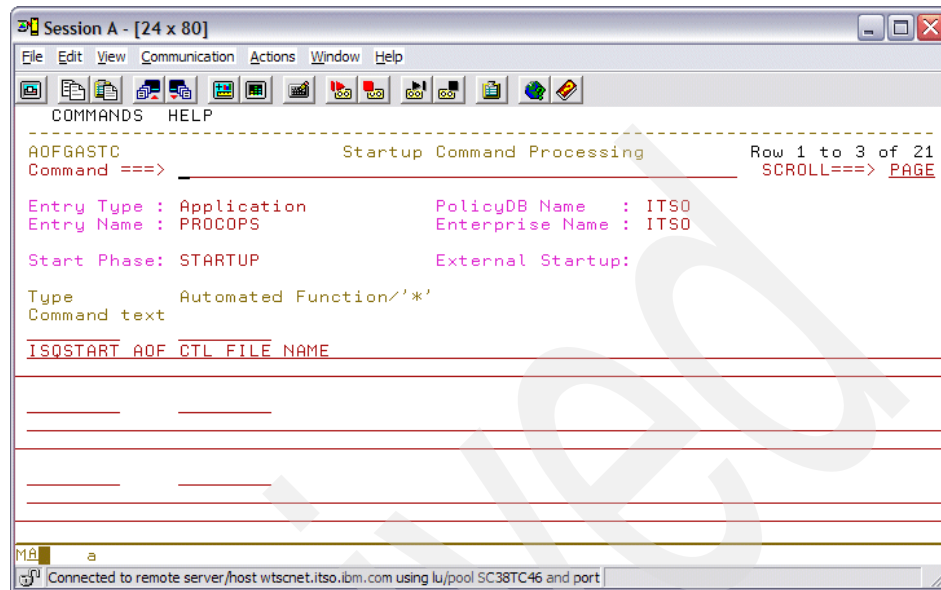 Session A - [24 x 80]
File Edit View Communication Actions Window Help
COMMANDS HELP
AOFGASTC Startup Command Processing Row 1 to 3 of 21
Command ===> SCROLL===> PAGE
Entry Type : Application PolicyDB Name : ITSO
Entry Name : PROCOPS Enterprise Name : ITSO
Start Phase: STARTUP External Startup:
Type Automated Function/'*'
Command text
ISQSTART AOF CTL FILE NAME
MA a
Connected to remote server/host wtscnet.itso.ibm.com using lu/pool SC38TC46 and port